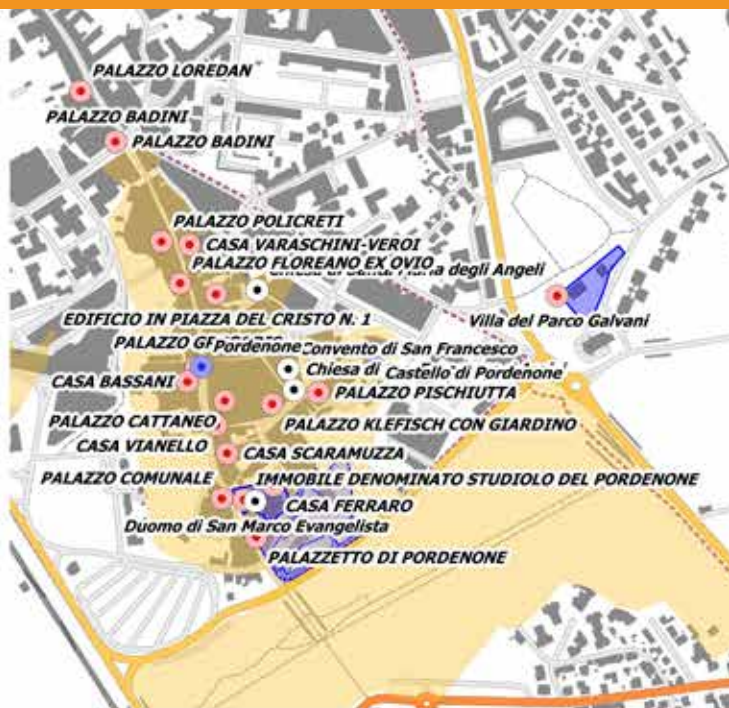 PALAZZO LOREDAN
PALAZZO BADINI
PALAZZO BADINI
PALAZZO POLICRETI
CASA VARASCHINI-VEROI
PALAZZO FLOREANO EX OVIO
degli Angeli
Villa del Parco Galvani
EDIFICIO IN PIAZZA DEL CRISTO N. 1
PALAZZO
Pordenone
Convento di San Francesco
Chiesa di
Castello di Pordenone
CASA BASSANI
PALAZZO PISCHIUTTA
PALAZZO CATTANEO
PALAZZO KLEFISCH CON GIARDINO
CASA VIANELLO
CASA SCARAMUZZA
PALAZZO COMUNALE
IMMOBILE DENOMINATO STUDIOLO DEL PORDENONE
CASA FERRARO
Duomo di San Marco Evangelista
PALAZZETTO DI PORDENONE